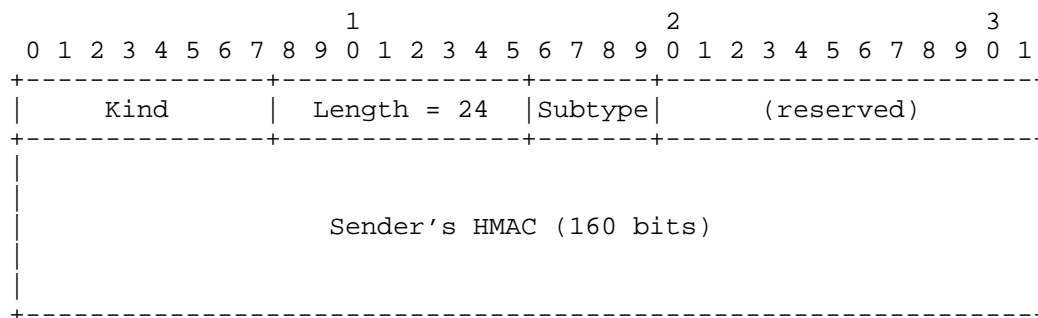 1                   2                   3
 0 1 2 3 4 5 6 7 8 9 0 1 2 3 4 5 6 7 8 9 0 1 2 3 4 5 6 7 8 9 0 1
+---------------+---------------+-------+-----------------------
|     Kind      |  Length = 24  |Subtype|      (reserved)
+---------------+---------------+-------+-----------------------
|
|
|                   Sender's HMAC (160 bits)
|
|
+---------------------------------------------------------------